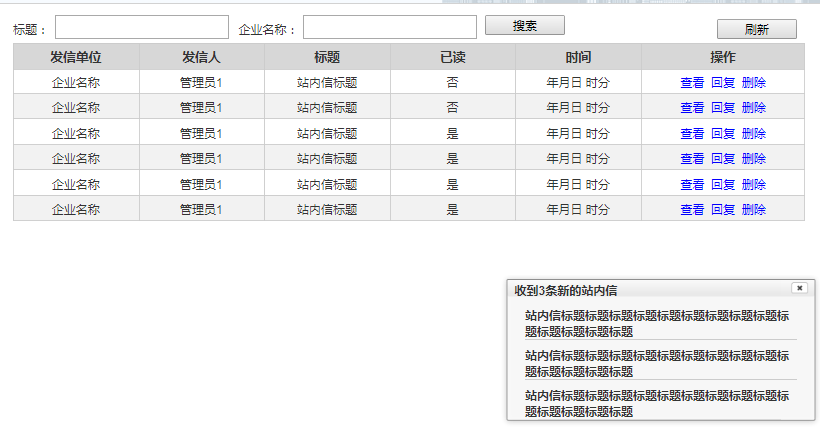 标题： 企业名称： 搜索 刷新
发信单位 发信人 标题 已读 时间 操作
企业名称 管理员1 站内信标题 否 年月日 时分 查看 回复 删除
企业名称 管理员1 站内信标题 否 年月日 时分 查看 回复 删除
企业名称 管理员1 站内信标题 是 年月日 时分 查看 回复 删除
企业名称 管理员1 站内信标题 是 年月日 时分 查看 回复 删除
企业名称 管理员1 站内信标题 是 年月日 时分 查看 回复 删除
企业名称 管理员1 站内信标题 是 年月日 时分 查看 回复 删除
收到3条新的站内信
站内信标题标题标题标题标题标题标题标题标题标
题标题标题标题标题
站内信标题标题标题标题标题标题标题标题标题标
题标题标题标题标题
站内信标题标题标题标题标题标题标题标题标题标
题标题标题标题标题